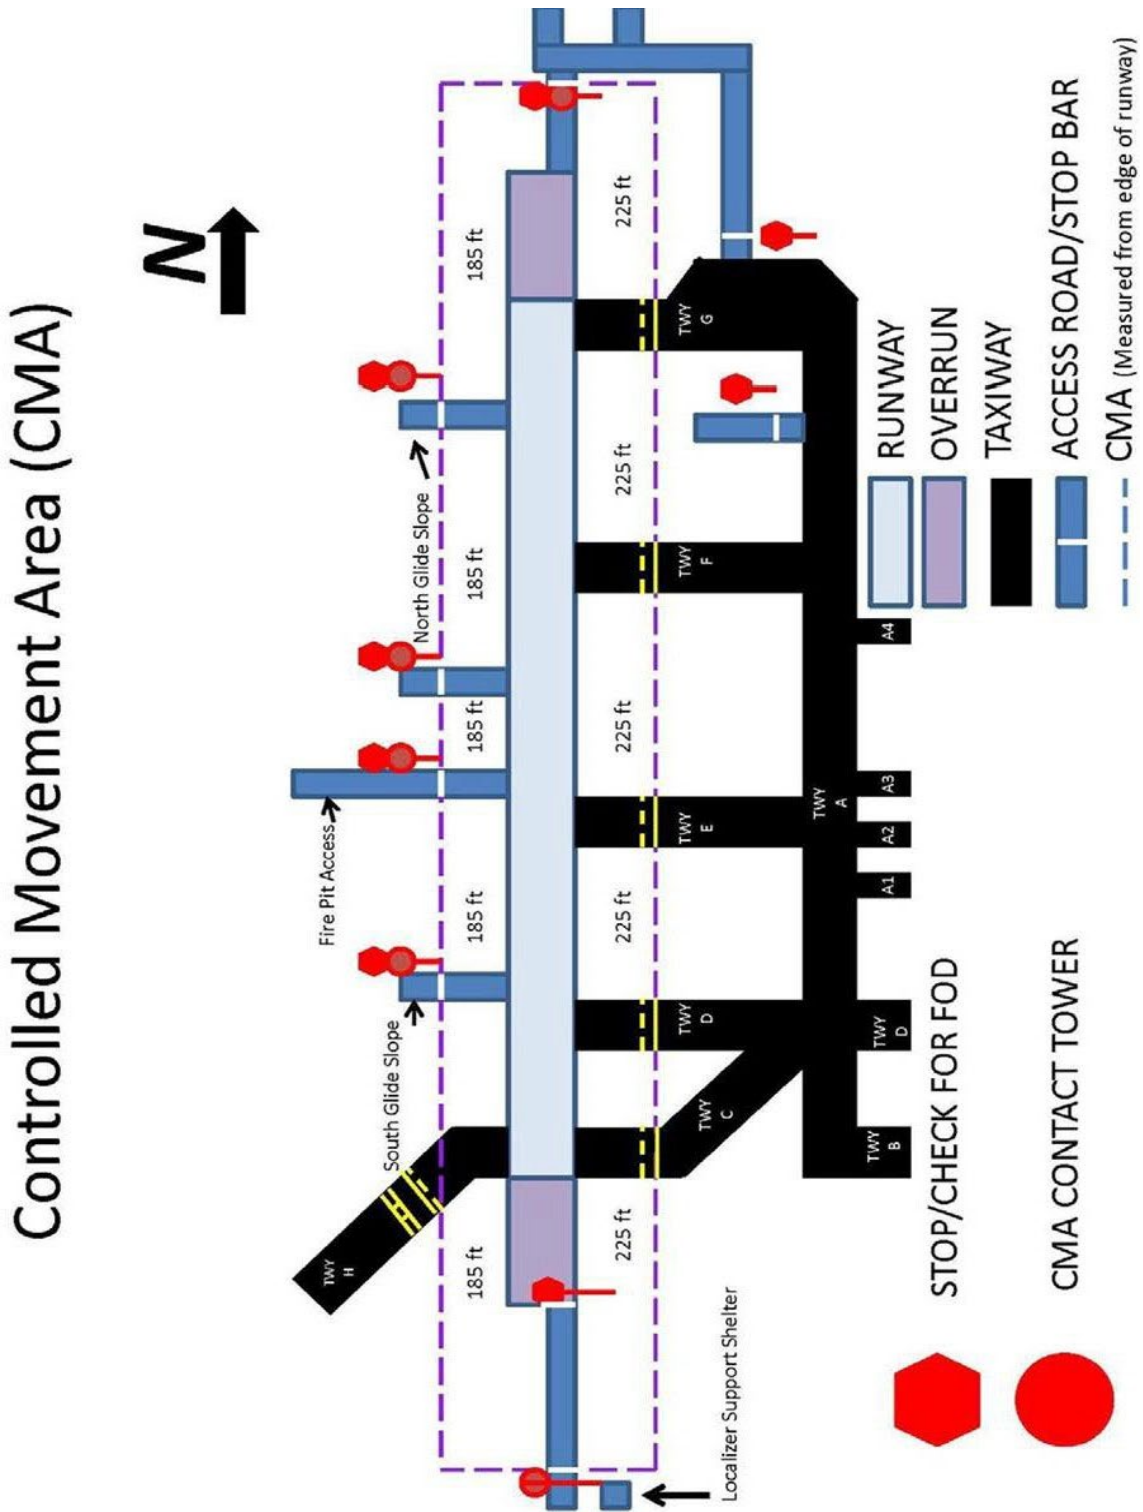 Controlled Movement Area (CMA)
N
Fire Pit Access
South Glide Slope
North Glide Slope
TWY
H
185 ft
185 ft
185 ft
185 ft
185 ft
225 ft
225 ft
225 ft
225 ft
225 ft
TWY
C
TWY
D
TWY
E
TWY
F
TWY
G
Localizer Support Shelter
TWY
A
TWY
B
TWY
D
A1
A2
A3
A4
STOP/CHECK FOR FOD
CMA CONTACT TOWER
RUNWAY
OVERRUN
TAXIWAY
ACCESS ROAD/STOP BAR
CMA (Measured from edge of runway)